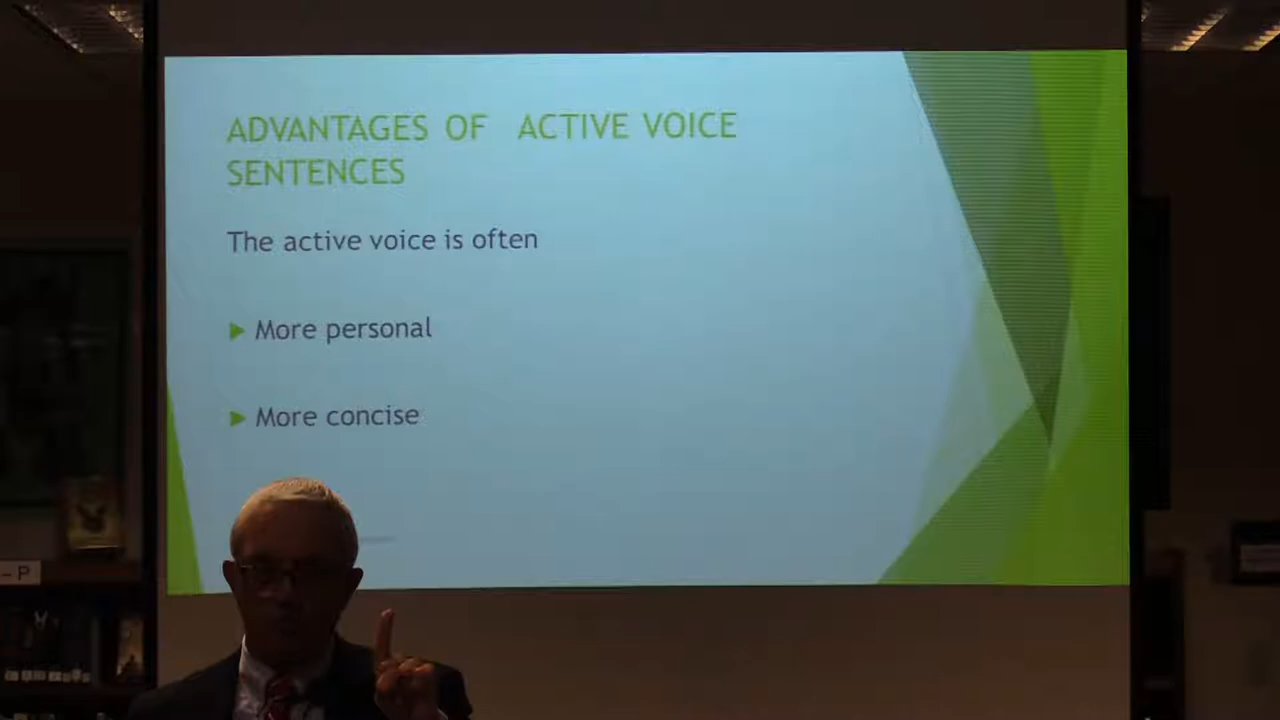 ADVANTAGES OF ACTIVE VOICE
SENTENCES
The active voice is often
More personal
More concise
– P